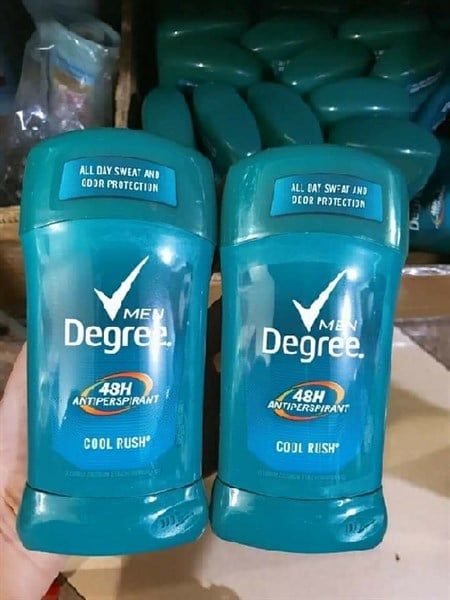 ALL DAY SWEAT AND
ODOR PROTECTION
MEN
Degree.
48H
ANTIPERSPIRANT
COOL RUSH®
ALL DAY SWEAT AND
ODOR PROTECTION
MEN
Degree.
48H
ANTIPERSPIRANT
COOL RUSH®